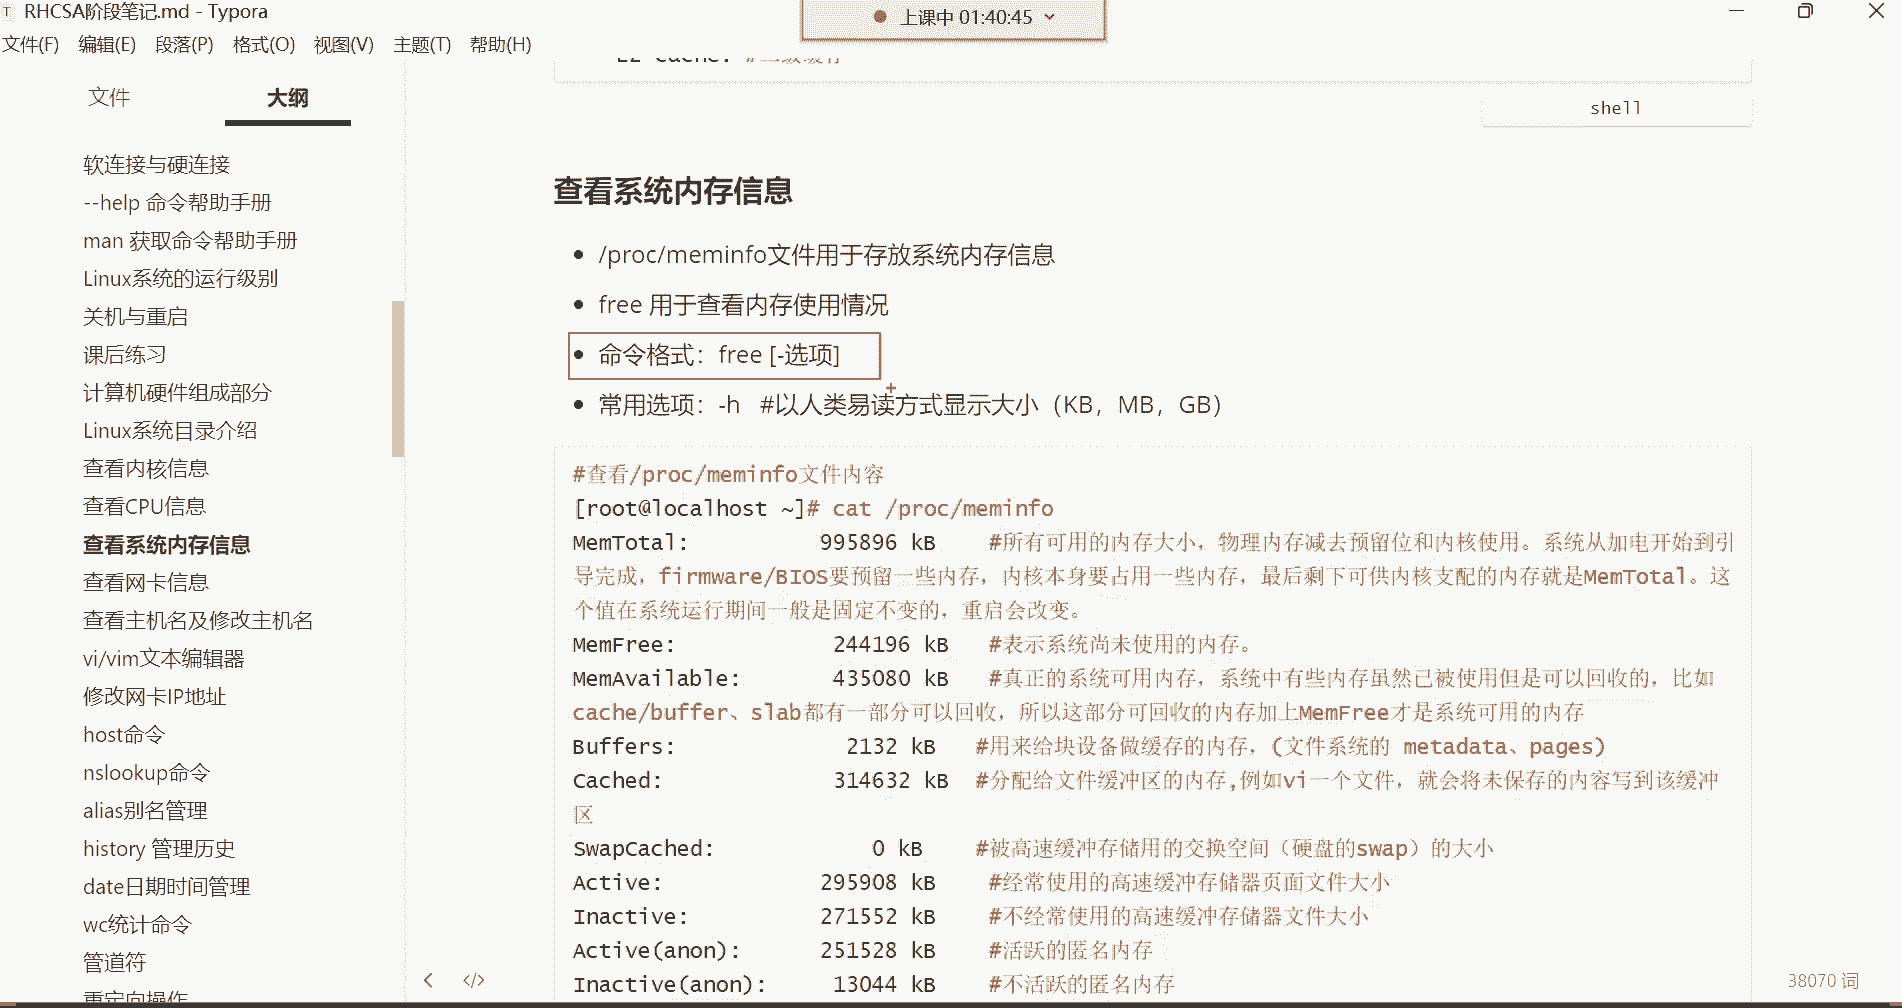 RHCSA阶段笔记.md - Typora
上课中 01:40:45
文件(F) 编辑(E) 段落(P) 格式(O) 视图(V) 主题(T) 帮助(H)
文件 大纲
软连接与硬连接
--help 命令帮助手册
man 获取命令帮助手册
Linux系统的运行级别
关机与重启
课后练习
计算机硬件组成部分
Linux系统目录介绍
查看内核信息
查看CPU信息
查看系统内存信息
查看网卡信息
查看主机名及修改主机名
vi/vim文本编辑器
修改网卡IP地址
host命令
nslookup命令
alias别名管理
history 管理历史
date日期时间管理
wc统计命令
管道符
重定向操作
shell
查看系统内存信息
/proc/meminfo文件用于存放系统内存信息
free 用于查看内存使用情况
命令格式：free [-选项]
常用选项：-h #以人类易读方式显示大小（KB，MB，GB）
#查看/proc/meminfo文件内容
[root@localhost ~]# cat /proc/meminfo
MemTotal: 995896 kB #所有可用的内存大小，物理内存减去预留位和内核使用。系统从加电开始到引
导完成，firmware/BIOS要预留一些内存，内核本身要占用一些内存，最后剩下可供内核支配的内存就是MemTotal。这
个值在系统运行期间一般是固定不变的，重启会改变。
MemFree: 244196 kB #表示系统尚未使用的内存。
MemAvailable: 435080 kB #真正的系统可用内存，系统中有些内存虽然已被使用但是可以回收的，比如
cache/buffer、slab都有一部分可以回收，所以这部分可回收的内存加上MemFree才是系统可用的内存
Buffers: 2132 kB #用来给块设备做缓存的内存，(文件系统的 metadata、pages)
Cached: 314632 kB #分配给文件缓冲区的内存,例如vi一个文件，就会将未保存的内容写到该缓冲
区
SwapCached: 0 kB #被高速缓冲存储用的交换空间（硬盘的swap）的大小
Active: 295908 kB #经常使用的高速缓冲存储器页面文件大小
Inactive: 271552 kB #不经常使用的高速缓冲存储器文件大小
Active(anon): 251528 kB #活跃的匿名内存
Inactive(anon): 13044 kB #不活跃的匿名内存
38070 词